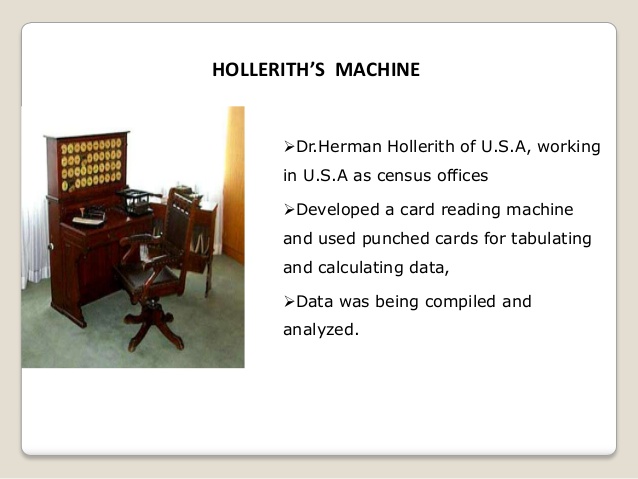 HOLLERITH’S  MACHINE
➢Dr.Herman Hollerith of U.S.A, working
in U.S.A as census offices
➢Developed a card reading machine
and used punched cards for tabulating
and calculating data,
➢Data was being compiled and
analyzed.